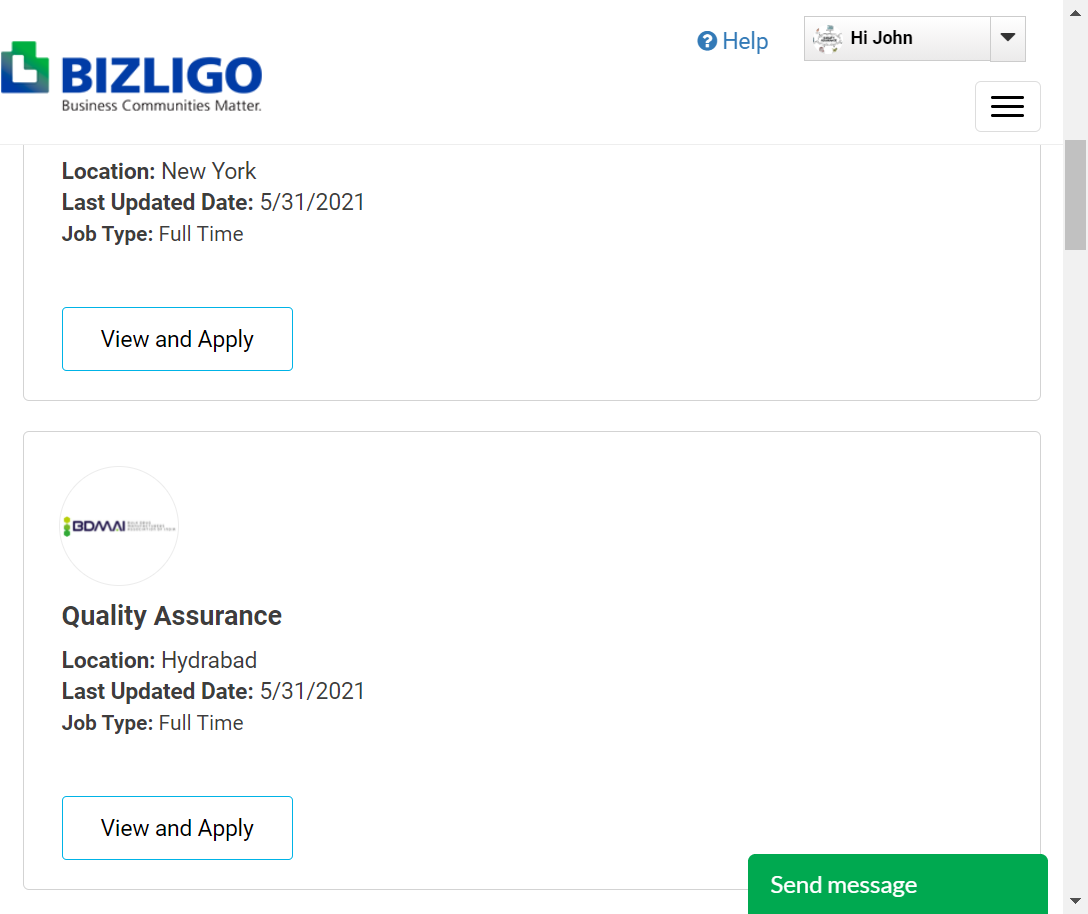 Help
Hi John
BIZLIGO
Business Communities Matter.
Location: New York
Last Updated Date: 5/31/2021
Job Type: Full Time
View and Apply
BDMAI
Quality Assurance
Location: Hydrabad
Last Updated Date: 5/31/2021
Job Type: Full Time
View and Apply
Send message